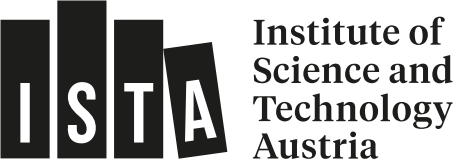 ISTA
Institute of
Science and
Technology
Austria